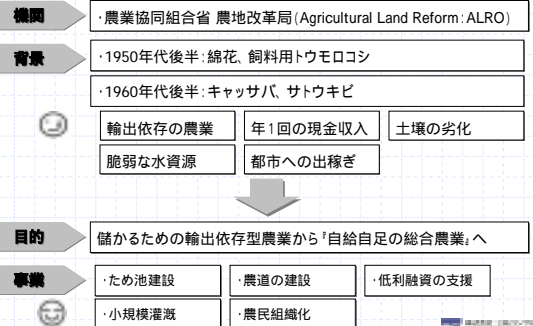 機関
・農業協同組合省 農地改革局(Agricultural Land Reform:ALRO)
背景
・1950年代後半:綿花、飼料用トウモロコシ
・1960年代後半:キャッサバ、サトウキビ
輸出依存の農業 年1回の現金収入 土壌の劣化
脆弱な水資源 都市への出稼ぎ
目的
儲かるための輸出依存型農業から『自給自足の総合農業』へ
事業
・ため池建設 ・農道の建設 ・低利融資の支援
・小規模灌漑 ・農民組織化